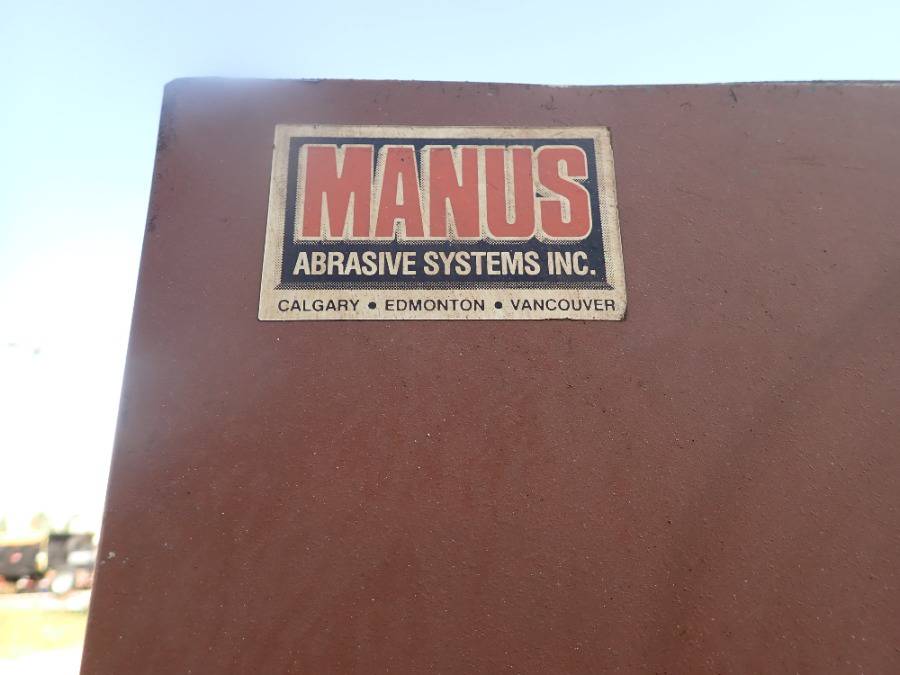 MANUS
ABRASIVE SYSTEMS INC.
CALGARY • EDMONTON • VANCOUVER